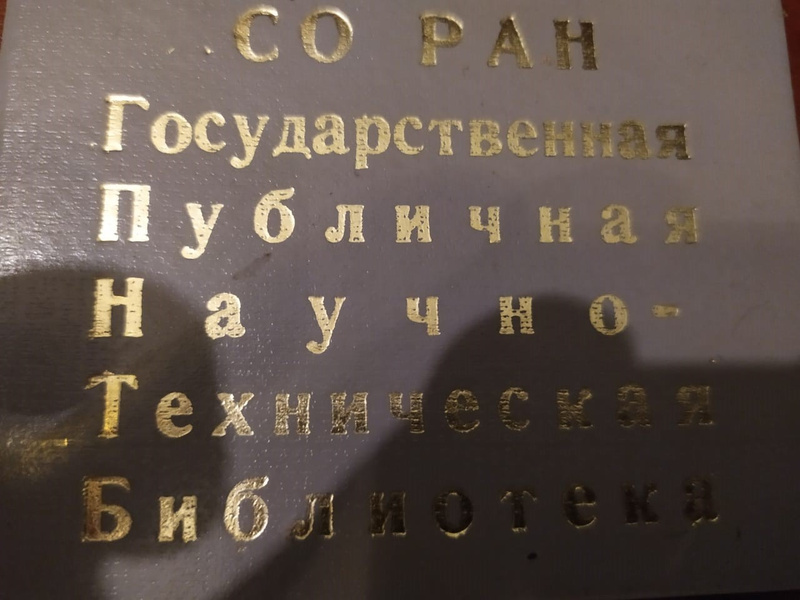 СО РАН
Государственная
Публичная
Научно-
Техническая
Библиотека